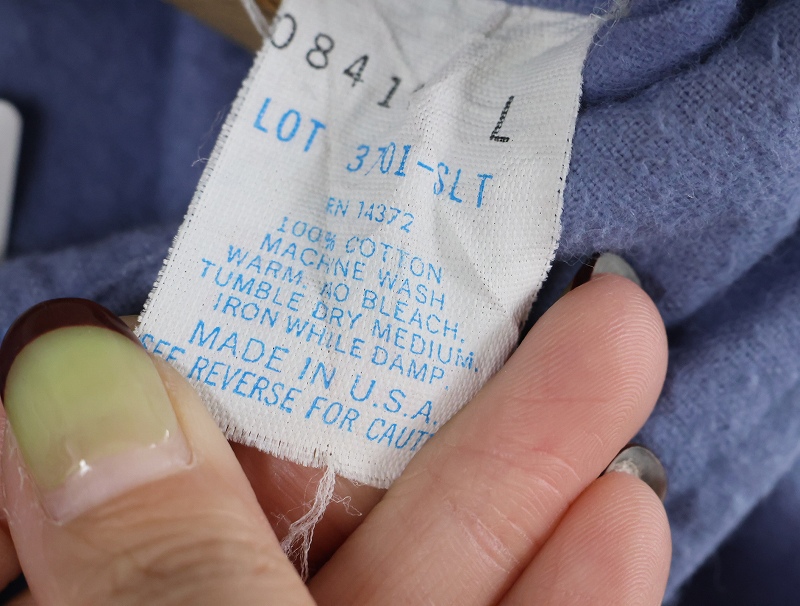 0841 L
LOT 3701-SLT
RN 14372
100% COTTON
MACHINE WASH
WARM. NO BLEACH.
TUMBLE DRY MEDIUM.
IRON WHILE DAMP.
MADE IN U.S.A.
SEE REVERSE FOR